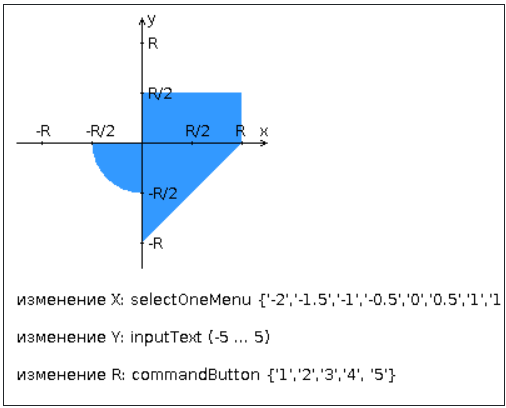 y
R
R/2
-R -R/2 R/2 R x
-R/2
-R
изменение X: selectOneMenu {'-2','-1.5','-1','-0.5','0','0.5','1','1
изменение Y: inputText (-5 ... 5)
изменение R: commandButton {'1','2','3','4', '5'}